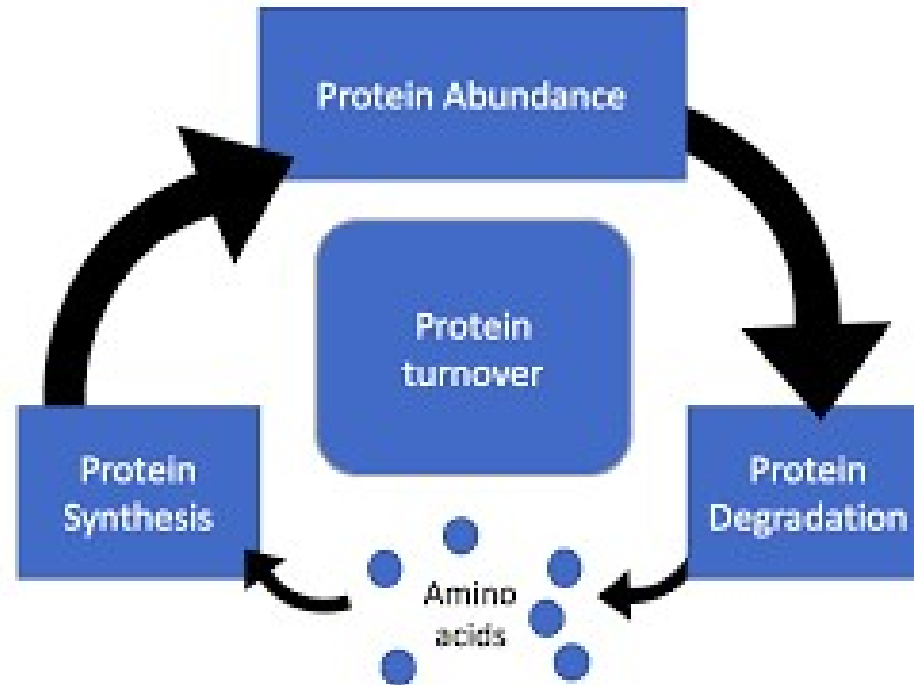 Protein Abundance
Protein
turnover
Protein
Synthesis
Protein
Degradation
Amino
acids